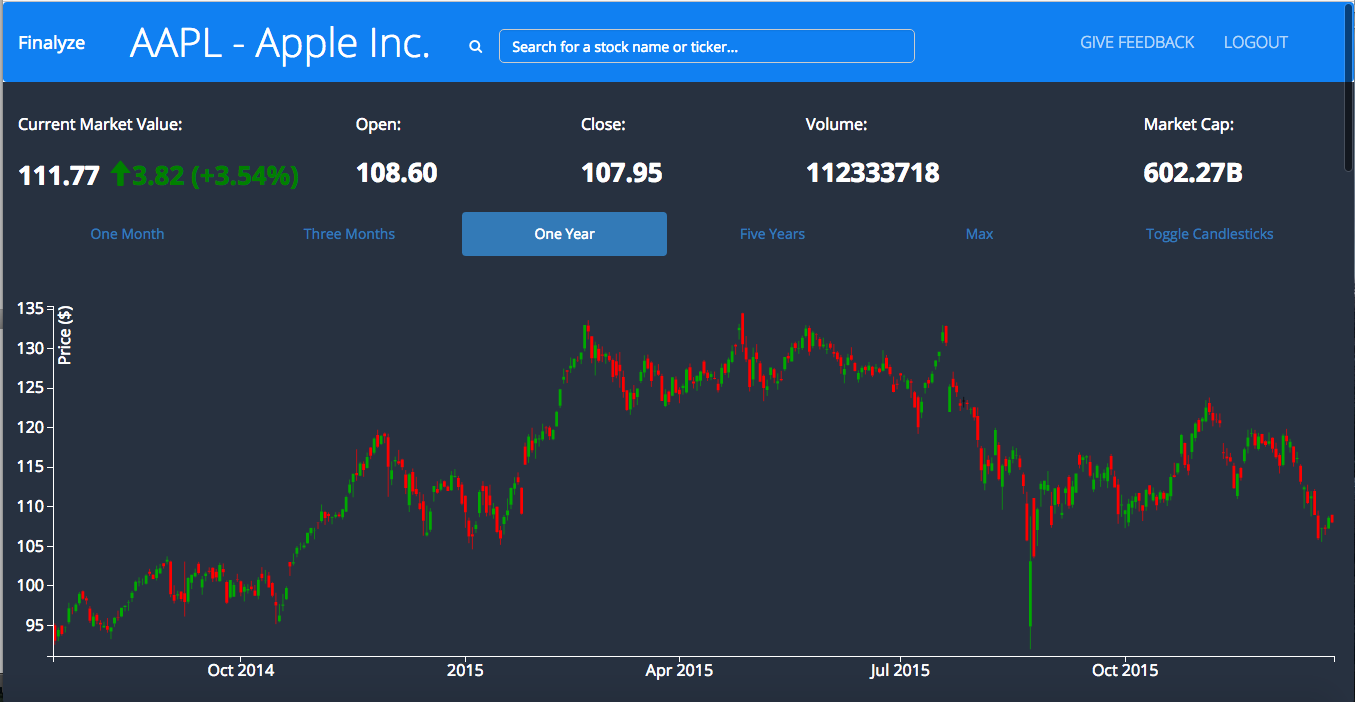 Finalyze AAPL - Apple Inc. Search for a stock name or ticker... GIVE FEEDBACK LOGOUT
Current Market Value: Open: Close: Volume: Market Cap:
111.77 3.82 (+3.54%) 108.60 107.95 112333718 602.27B
One Month Three Months One Year Five Years Max Toggle Candlesticks
Price ($)
135
130
125
120
115
110
105
100
95
Oct 2014 2015 Apr 2015 Jul 2015 Oct 2015